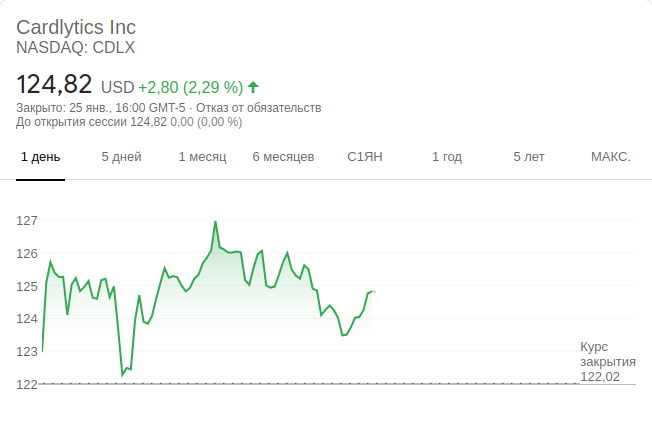 Cardlytics Inc
NASDAQ: CDLX
124,82 USD +2,80 (2,29 %)
Закрыто: 25 янв., 16:00 GMT-5 · Отказ от обязательств
До открытия сессии 124,82 0,00 (0,00 %)
1 день 5 дней 1 месяц 6 месяцев С1ЯН 1 год 5 лет МАКС.
127
126
125
124
123
122
Курс
закрытия
122,02